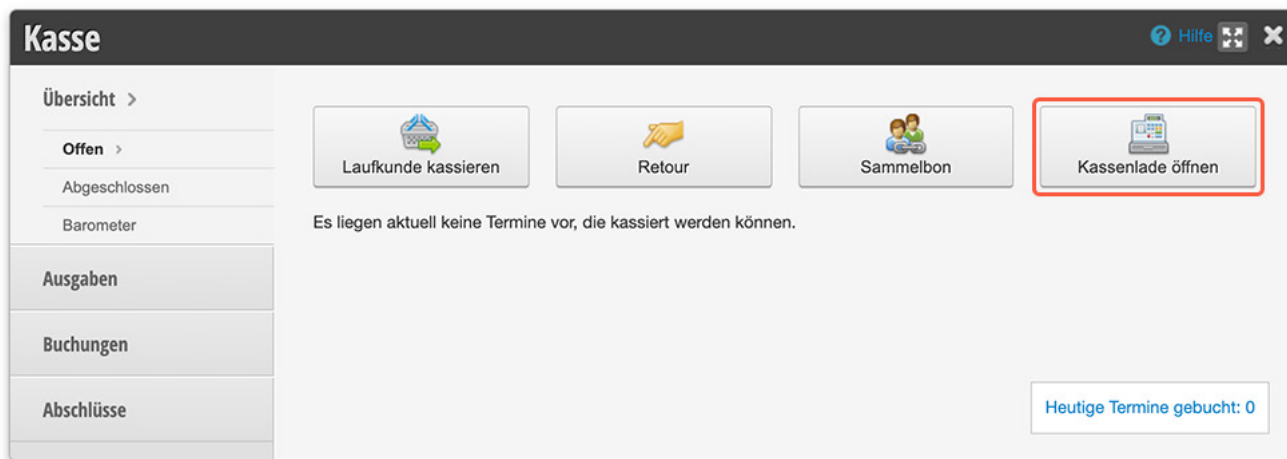 Kasse
Hilfe
Übersicht
Offen
Abgeschlossen
Barometer
Ausgaben
Buchungen
Abschlüsse
Laufkunde kassieren
Retour
Sammelbon
Kassenlade öffnen
Es liegen aktuell keine Termine vor, die kassiert werden können.
Heutige Termine gebucht: 0